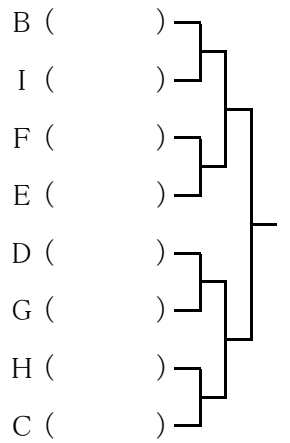 B (　　　)
I (　　　)
F (　　　)
E (　　　)
D (　　　)
G (　　　)
H (　　　)
C (　　　)